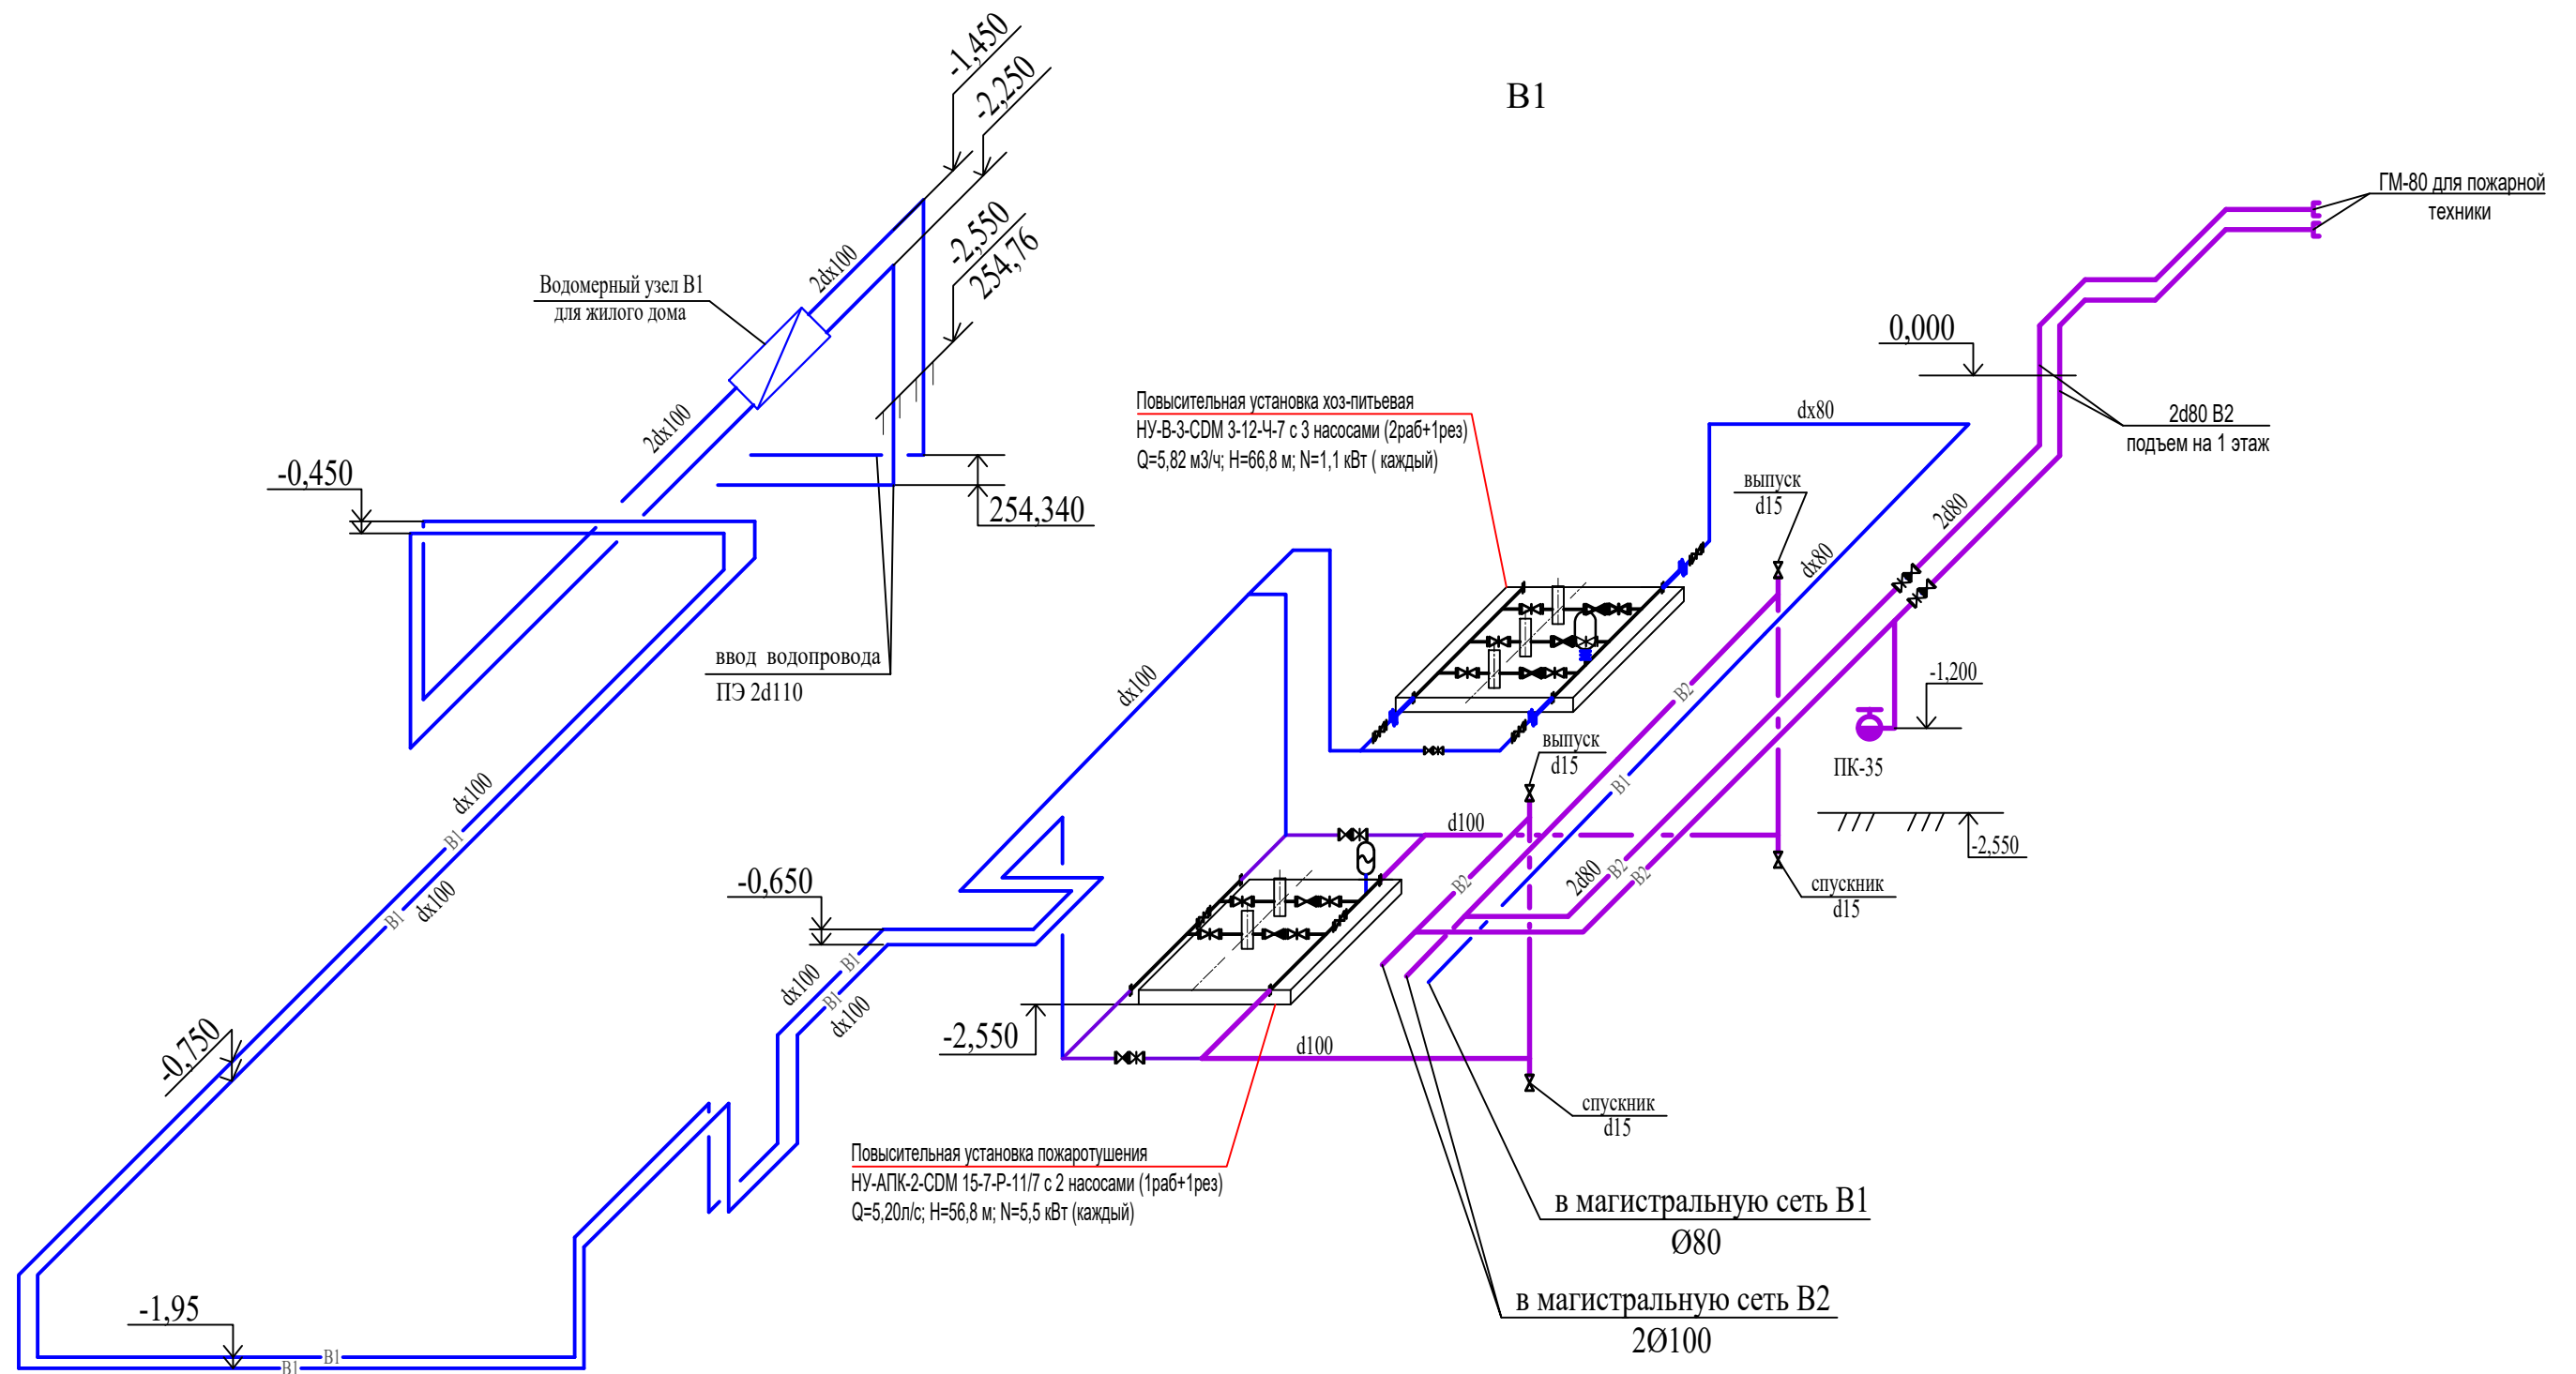 В1
-1,450
-2,250
-2,550
254,76
2dx100
Водомерный узел В1
для жилого дома
2dx100
-0,450
254,340
ввод водопровода
ПЭ 2d110
ГМ-80 для пожарной
техники
0,000
2d80 В2
подъем на 1 этаж
Повысительная установка хоз-питьевая
НУ-В-3-CDM 3-12-Ч-7 с 3 насосами (2раб+1рез)
Q=5,82 м3/ч; H=66,8 м; N=1,1 кВт ( каждый)
dx80
выпуск
d15
2d80
dx80
dx100
В2
-1,200
ПК-35
выпуск
d15
В1
dx100
В1
В1
dx100
d100
-2,550
2d80
В2
В2
В2
спускник
d15
-0,650
dx100
В1
В1
dx100
-2,550
d100
-0,750
спускник
d15
Повысительная установка пожаротушения
НУ-АПК-2-CDM 15-7-Р-11/7 с 2 насосами (1раб+1рез)
Q=5,20л/с; H=56,8 м; N=5,5 кВт (каждый)
в магистральную сеть В1
Ø80
в магистральную сеть В2
2Ø100
-1,95
В1
В1